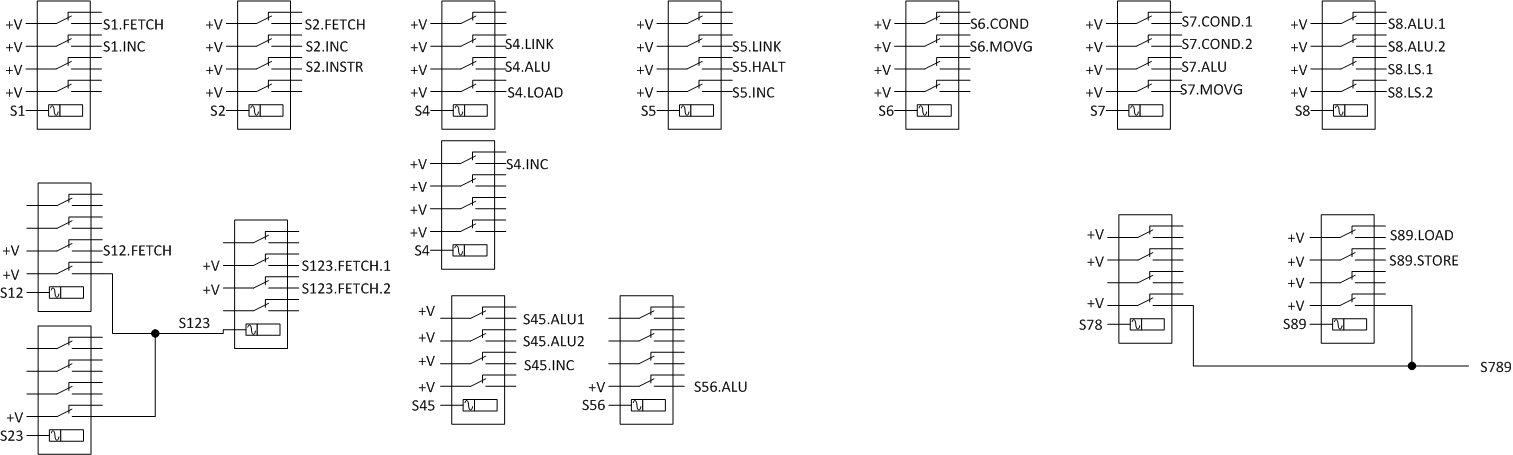 +V S1.FETCH
+V S1.INC
+V
+V
S1
+V S2.FETCH
+V S2.INC
+V S2.INSTR
+V
S2
+V
+V S4.LINK
+V S4.ALU
+V S4.LOAD
S4
+V
+V S5.LINK
+V S5.HALT
+V S5.INC
S5
+V S6.COND
+V S6.MOVG
+V
+V
S6
+V S7.COND.1
+V S7.COND.2
+V S7.ALU
+V S7.MOVG
S7
+V S8.ALU.1
+V S8.ALU.2
+V S8.LS.1
+V S8.LS.2
S8
+V S4.INC
+V
+V
+V
S4
+V S12.FETCH
+V
S12
+V S123.FETCH.1
+V S123.FETCH.2
S123
+V
S23
+V S45.ALU1
+V S45.ALU2
+V S45.INC
+V
S45
+V S56.ALU
S56
+V
+V
+V
+V
S78
+V S89.LOAD
+V S89.STORE
+V
+V
S89
S789